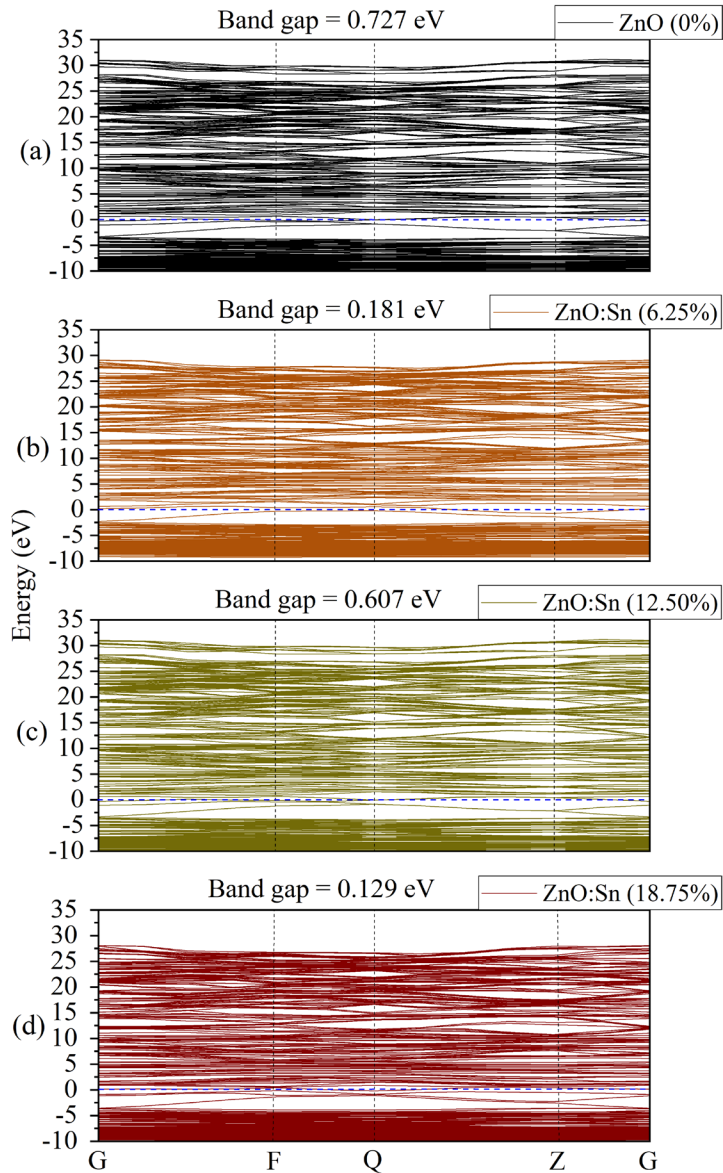 Band gap = 0.727 eV
ZnO (0%)
35
30
25
20
15
10
5
0
-5
-10
(a)
Band gap = 0.181 eV
ZnO:Sn (6.25%)
35
30
25
20
15
10
5
0
-5
-10
(b)
Energy (eV)
Band gap = 0.607 eV
ZnO:Sn (12.50%)
35
30
25
20
15
10
5
0
-5
-10
(c)
Band gap = 0.129 eV
ZnO:Sn (18.75%)
35
30
25
20
15
10
5
0
-5
-10
(d)
G F Q Z G